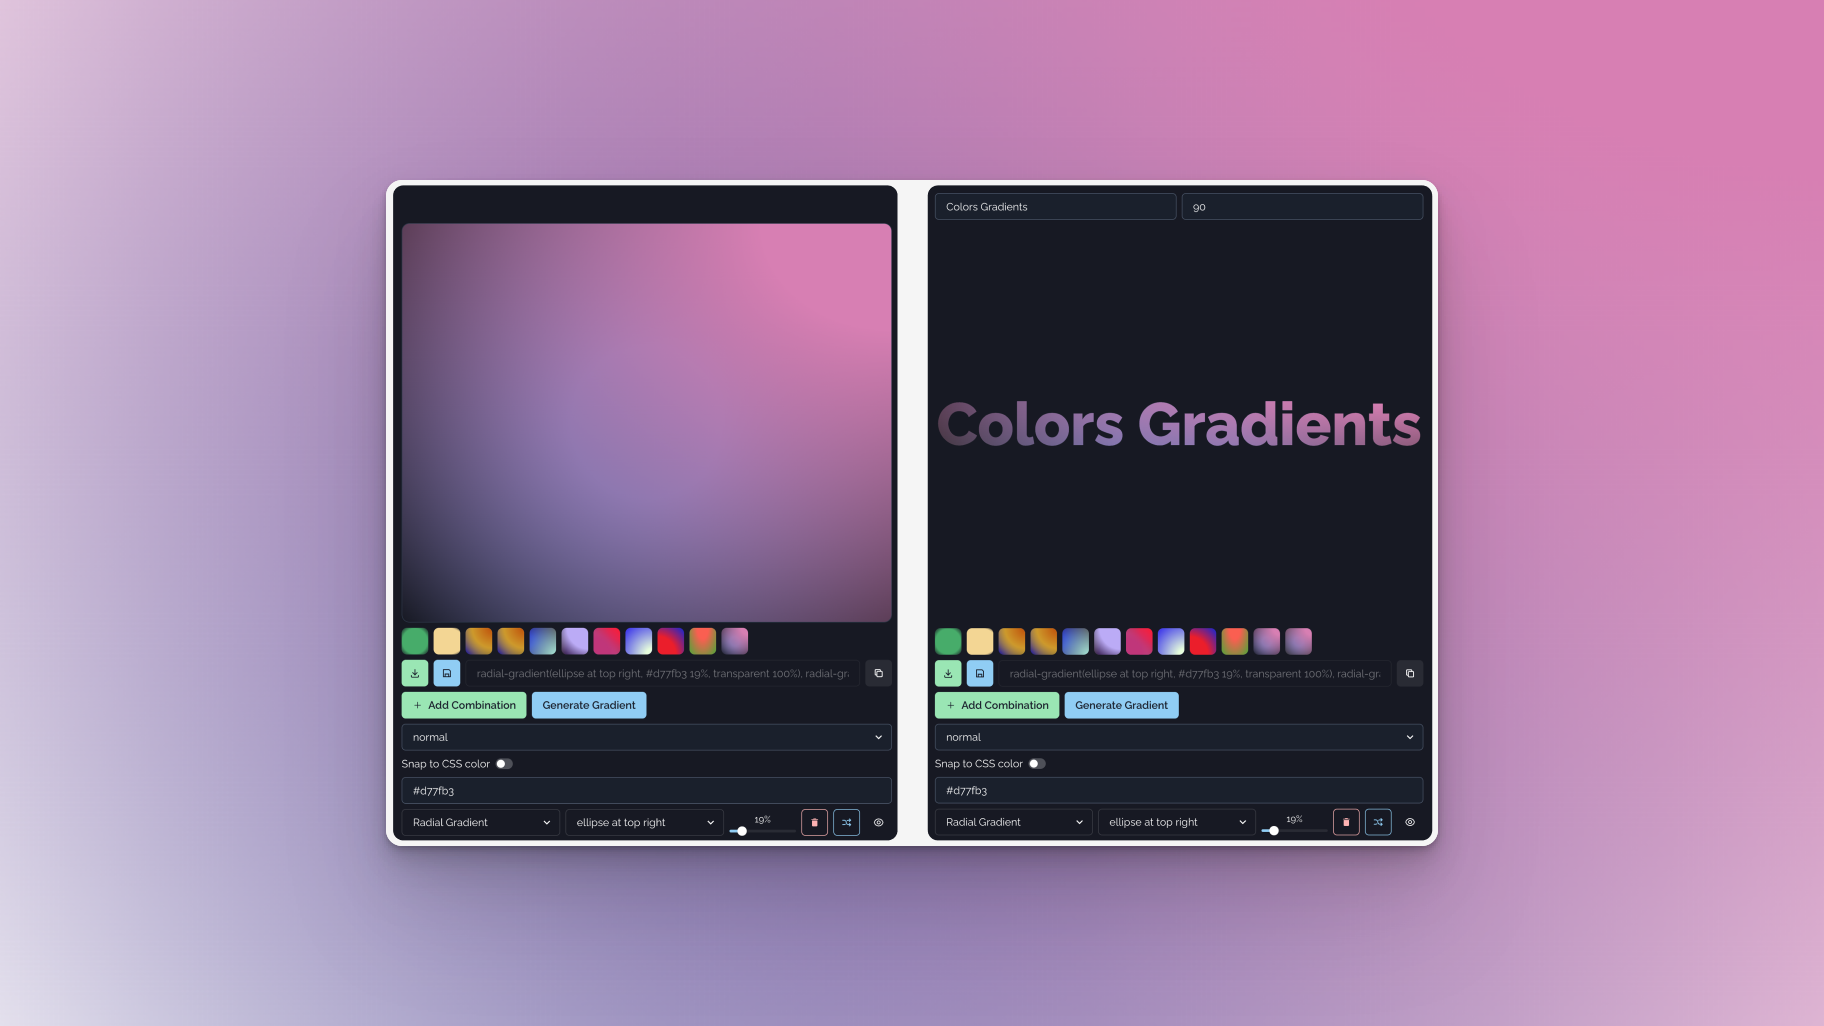 radial-gradient(ellipse at top right, #d77fb3 19%, transparent 100%), radial-gr
Add Combination
Generate Gradient
normal
Snap to CSS color
#d77fb3
Radial Gradient
ellipse at top right
19%
Colors Gradients
90
Colors Gradients
radial-gradient(ellipse at top right, #d77fb3 19%, transparent 100%), radial-gr
Add Combination
Generate Gradient
normal
Snap to CSS color
#d77fb3
Radial Gradient
ellipse at top right
19%